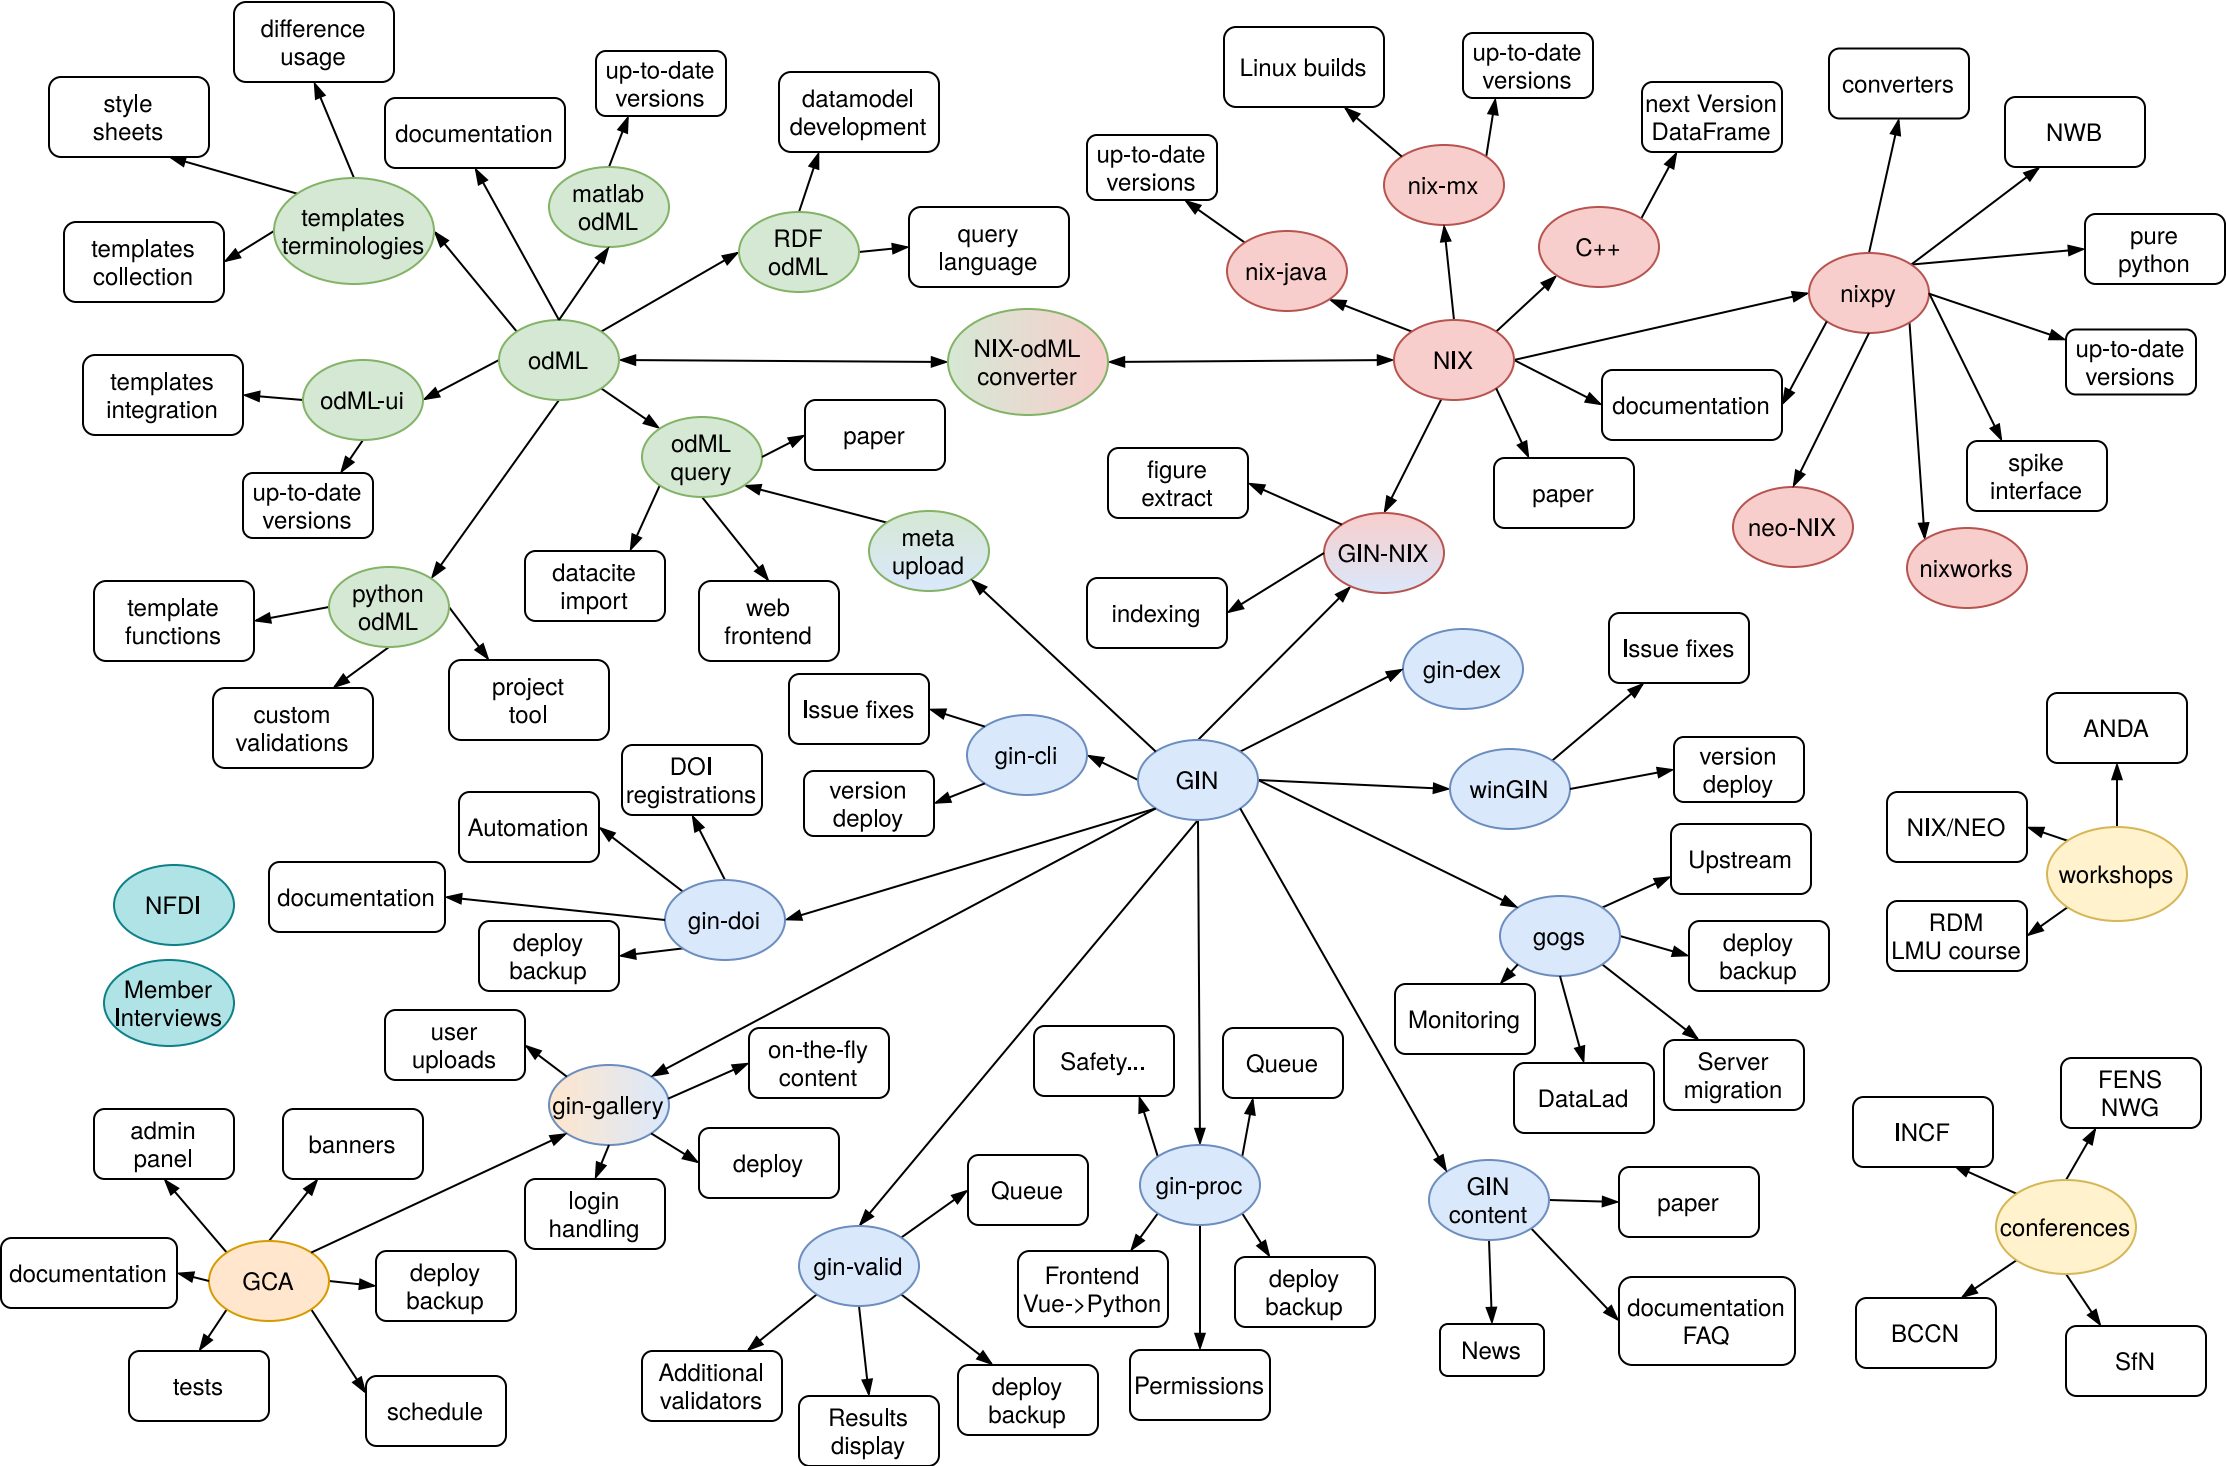 difference
usage
style
sheets
documentation
up-to-date
versions
datamodel
development
templates
terminologies
matlab
odML
RDF
odML
query
language
templates
collection
Linux builds
up-to-date
versions
next Version
DataFrame
converters
NWB
up-to-date
versions
nix-mx
nix-java
C++
pure
python
nixpy
odML
NIX-odML
converter
NIX
up-to-date
versions
templates
integration
odML-ui
up-to-date
versions
odML
query
paper
documentation
figure
extract
paper
spike
interface
meta
upload
GIN-NIX
neo-NIX
nixworks
datacite
import
web
frontend
indexing
template
functions
python
odML
custom
validations
project
tool
Issue fixes
gin-cli
version
deploy
GIN
gin-dex
Issue fixes
winGIN
version
deploy
ANDA
NIX/NEO
workshops
RDM
LMU course
DOI
registrations
Automation
documentation
gin-doi
deploy
backup
NFDI
Member
Interviews
Upstream
gogs
deploy
backup
Monitoring
DataLad
Server
migration
user
uploads
on-the-fly
content
gin-gallery
deploy
login
handling
admin
panel
banners
documentation
GCA
deploy
backup
tests
schedule
Safety...
Queue
Queue
gin-proc
gin-valid
Frontend
Vue->Python
deploy
backup
Permissions
Additional
validators
Results
display
deploy
backup
GIN
content
paper
documentation
FAQ
News
FENS
NWG
INCF
conferences
BCCN
SfN